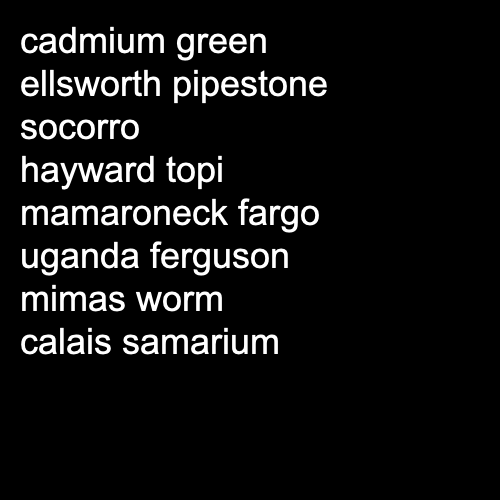 cadmium green
ellsworth pipestone
socorro
hayward topi
mamaroneck fargo
uganda ferguson
mimas worm
calais samarium